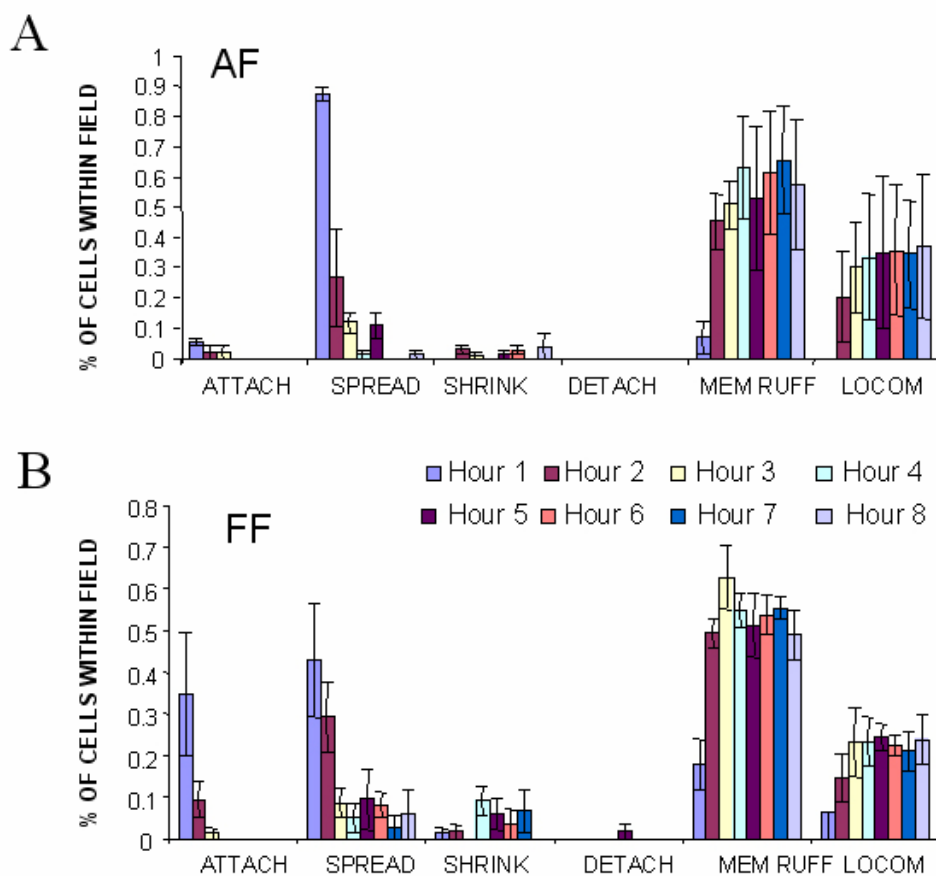 A
AF
% OF CELLS WITHIN FIELD
1
0.9
0.8
0.7
0.6
0.5
0.4
0.3
0.2
0.1
0
ATTACH SPREAD SHRINK DETACH MEM RUFF LOCOM
B
FF
Hour 1 Hour 2 Hour 3 Hour 4
Hour 5 Hour 6 Hour 7 Hour 8
% OF CELLS WITHIN FIELD
0.8
0.7
0.6
0.5
0.4
0.3
0.2
0.1
0
ATTACH SPREAD SHRINK DETACH MEM RUFF LOCOM